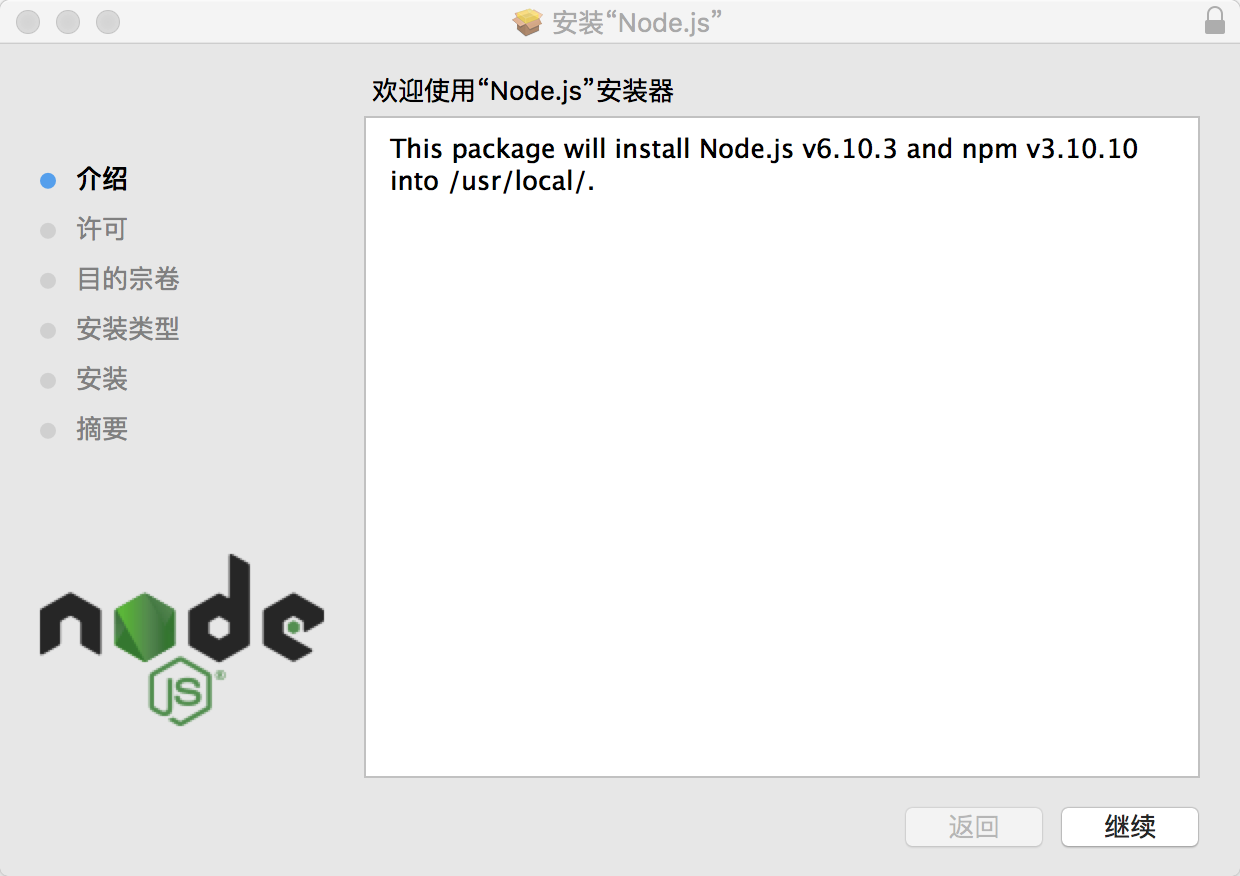 安装“Node.js”
欢迎使用“Node.js”安装器
This package will install Node.js v6.10.3 and npm v3.10.10
into /usr/local/.
介绍
许可
目的宗卷
安装类型
安装
摘要
node
JS®
返回
继续